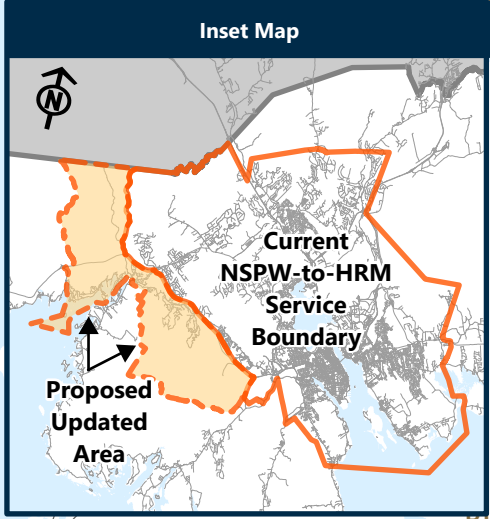 Inset Map
N
Current
NSPW-to-HRM
Service
Boundary
Proposed
Updated
Area